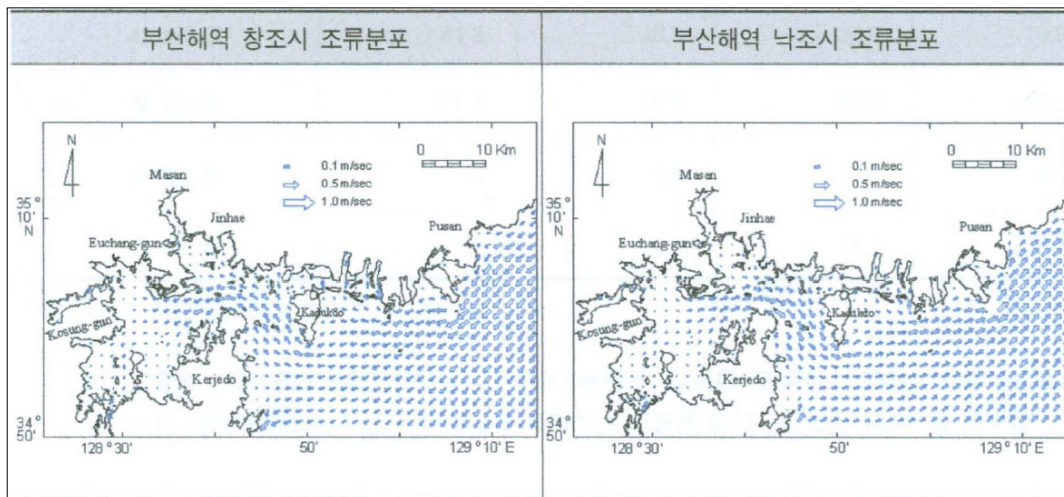 부산해역 창조시 조류분포
부산해역 낙조시 조류분포
N
0 10 Km
0.1 m/sec
0.5 m/sec
1.0 m/sec
Masan
35°
10'
N
Jinhae
Pusan
Euchang-gun
Kadukdo
Kosung-gun
Kerjedo
34°
50'
128° 30' 50' 129° 10' E
N
0 10 Km
0.1 m/sec
0.5 m/sec
1.0 m/sec
Masan
35°
10'
N
Jinhae
Pusan
Euchang-gun
Kadukdo
Kosung-gun
Kerjedo
34°
50'
128° 30' 50' 129° 10' E